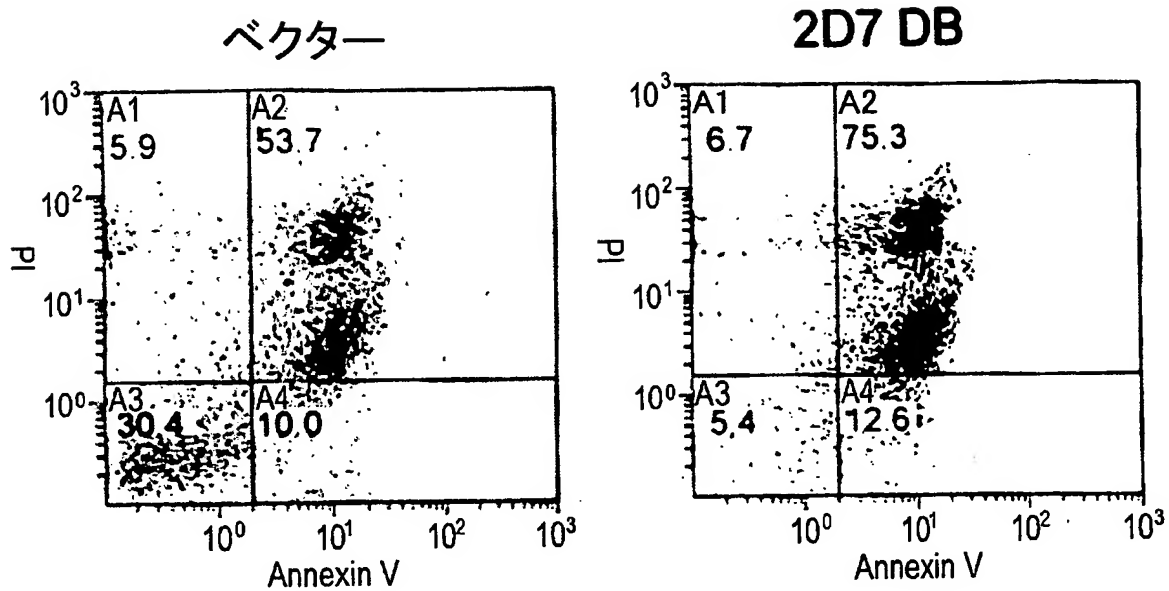 ベクター
2D7 DB
10³
10²
10¹
10⁰
PI
A1
5.9
A2
53.7
A3
30.4
A4
10.0
10⁰
10¹
10²
10³
Annexin V
10³
10²
10¹
10⁰
PI
A1
6.7
A2
75.3
A3
5.4
A4
12.6
10⁰
10¹
10²
10³
Annexin V